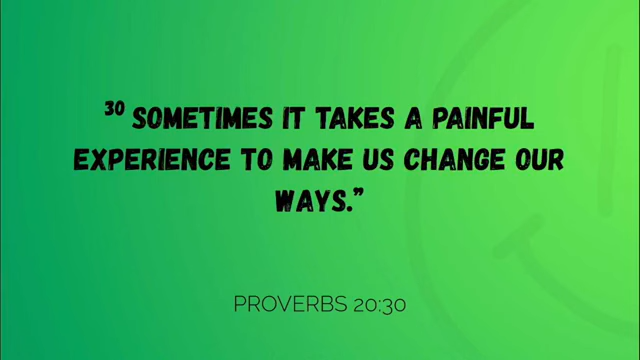 "30 SOMETIMES IT TAKES A PAINFUL
EXPERIENCE TO MAKE US CHANGE OUR
WAYS."
PROVERBS 20:30